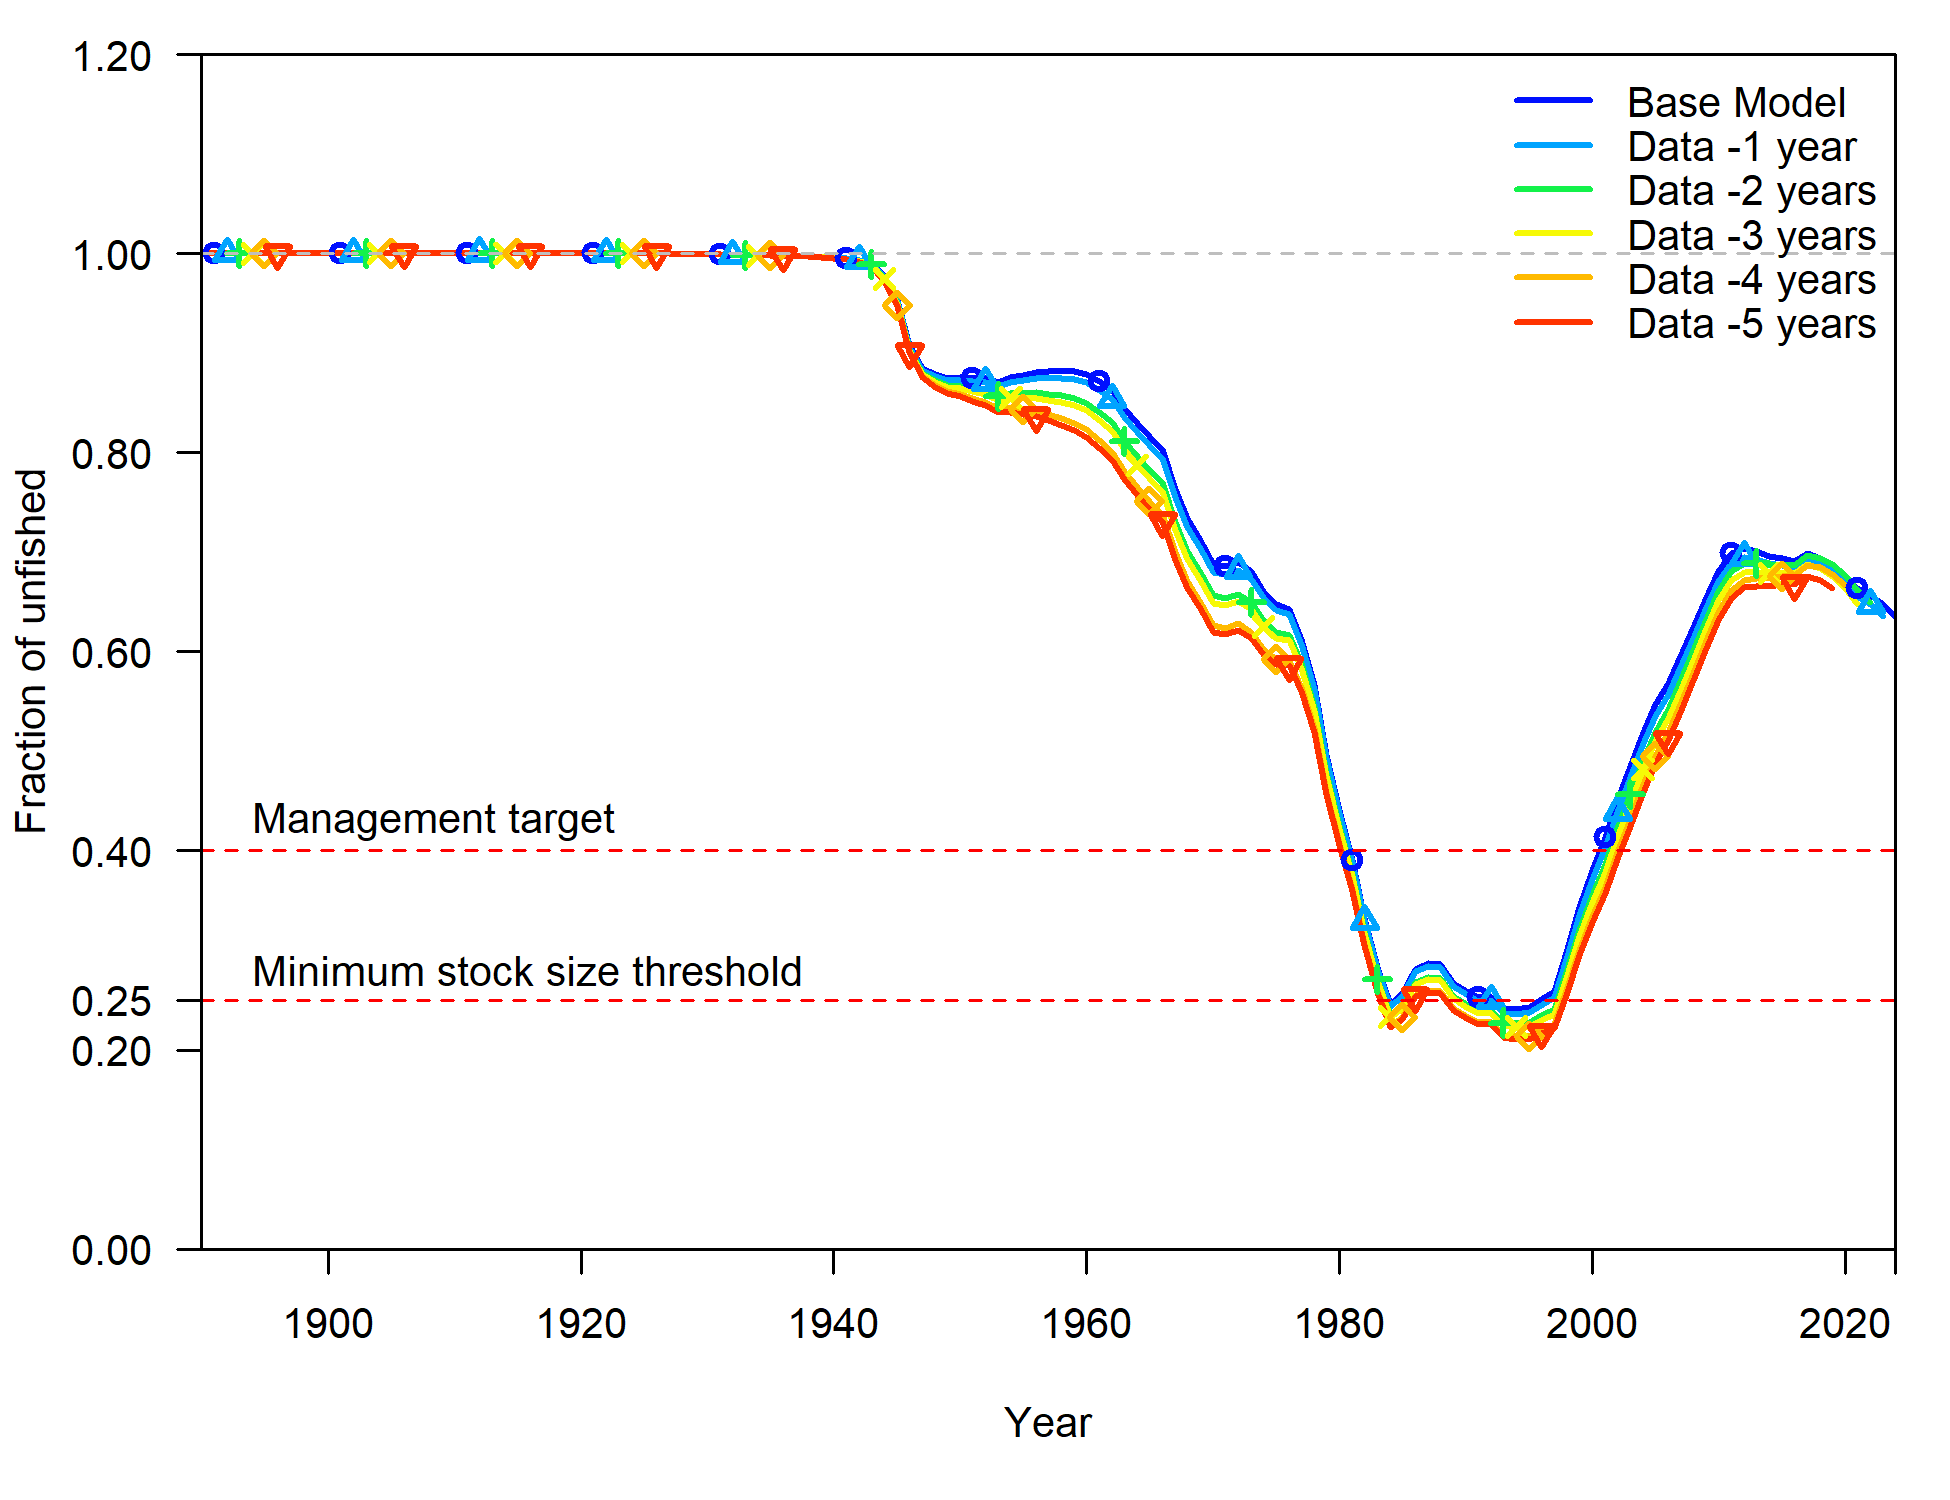 1.20
1.00
0.80
0.60
0.40
0.25
0.20
0.00
Fraction of unfished
Base Model
Data -1 year
Data -2 years
Data -3 years
Data -4 years
Data -5 years
Management target
Minimum stock size threshold
1900
1920
1940
1960
1980
2000
2020
Year